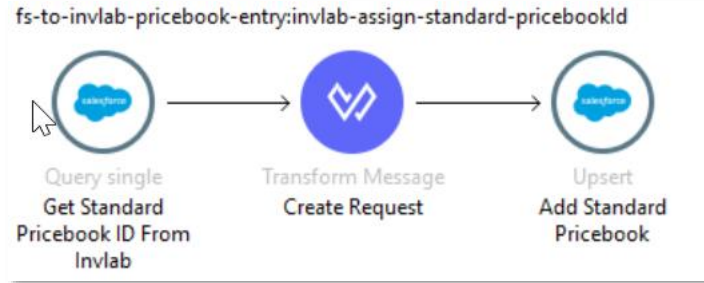 fs-to-invlab-pricebook-entry:invlab-assign-standard-pricebookId
salesforce
salesforce
Query single
Transform Message
Upsert
Get Standard
Pricebook ID From
Invlab
Create Request
Add Standard
Pricebook